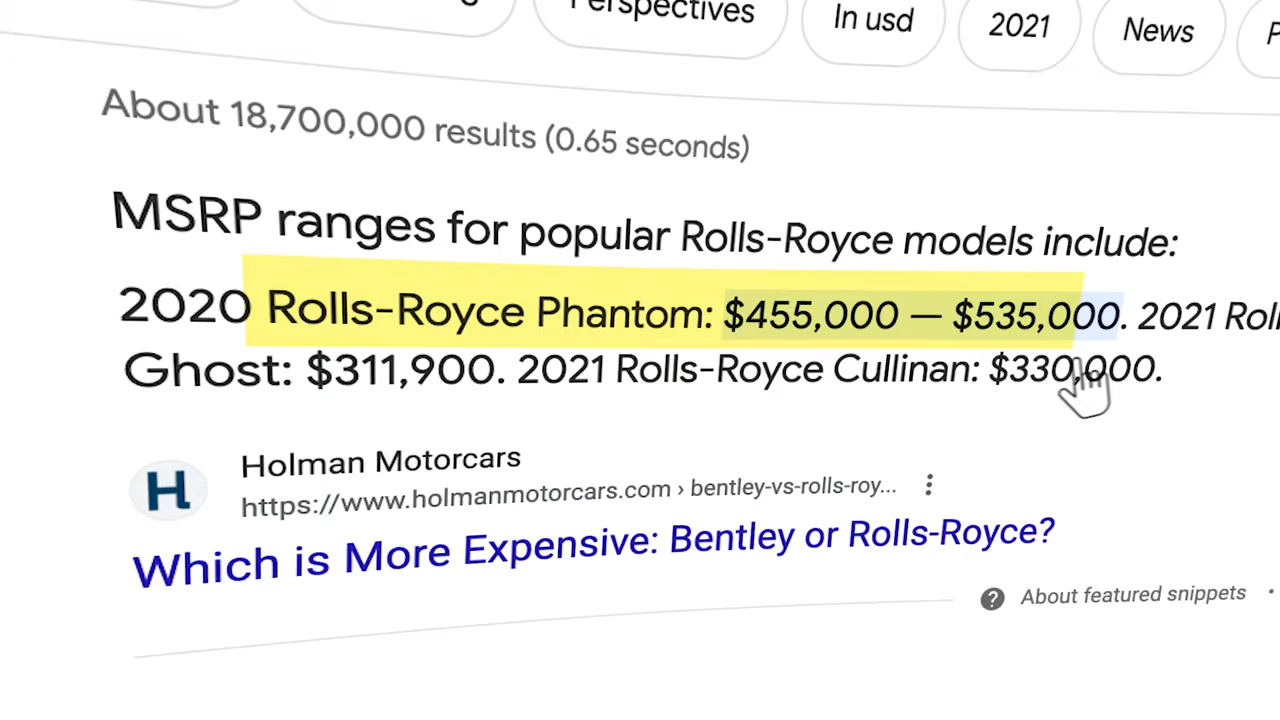 Perspectives In usd 2021 News
About 18,700,000 results (0.65 seconds)
MSRP ranges for popular Rolls-Royce models include:
2020 Rolls-Royce Phantom: $455,000 — $535,000. 2021
Ghost: $311,900. 2021 Rolls-Royce Cullinan: $330,000.
Holman Motorcars
https://www.holmanmotorcars.com › bentley-vs-rolls-roy...
Which is More Expensive: Bentley or Rolls-Royce?
About featured snippets